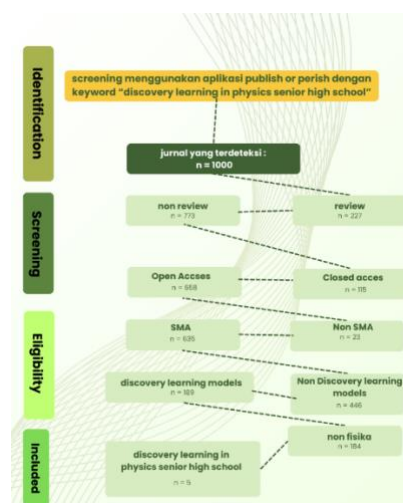 Identification
screening menggunakan aplikasi publish or perish dengan
keyword "discovery learning in physics senior high school"
jurnal yang terdeteksi :
n = 1000
Screening
non review
n = 773
review
n = 227
Open Accses
n = 658
Closed acces
n = 115
Eligibility
SMA
n = 635
Non SMA
n = 23
discovery learning models
n = 189
Non Discovery learning
models
n = 446
Included
non fisika
n = 184
discovery learning in
physics senior high school
n = 5